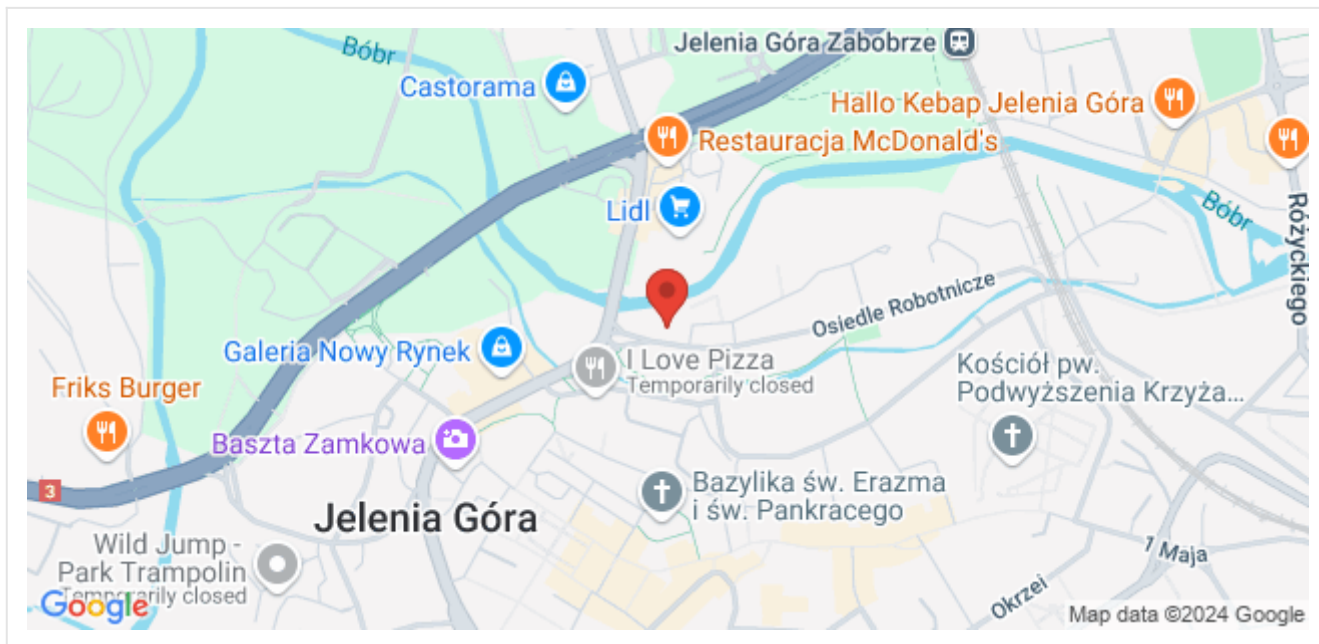 Bóbr
Jelenia Góra Zabobrze
Castorama
Hallo Kebap Jelenia Góra
Restauracja McDonald's
Lidl
Bóbr
Różyckiego
Osiedle Robotnicze
Galeria Nowy Rynek
I Love Pizza
Temporarily closed
Kościół pw.
Podwyższenia Krzyża...
Friks Burger
Baszta Zamkowa
3
Bazylika św. Erazma
i św. Pankracego
Jelenia Góra
Wild Jump -
Park Trampolin
Temporarily closed
1 Maja
Okrzei
Google
Map data ©2024 Google